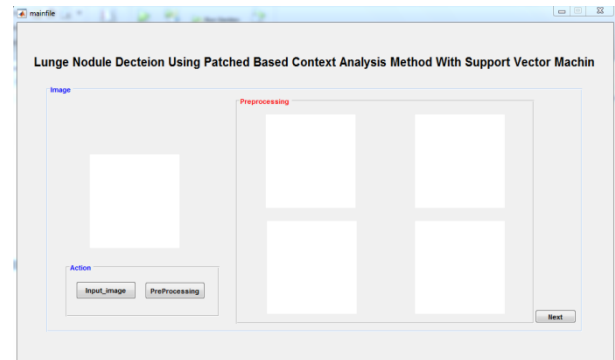 mainfile
Lunge Nodule Decteion Using Patched Based Context Analysis Method With Support Vector Machin
Image
Preprocessing
Action
Input_image PreProcessing
Next